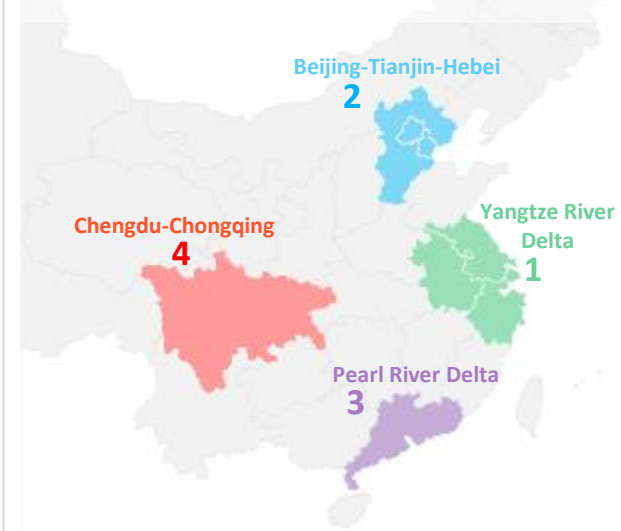 Beijing-Tianjin-Hebei
2
Yangtze River
Delta
1
Chengdu-Chongqing
4
Pearl River Delta
3